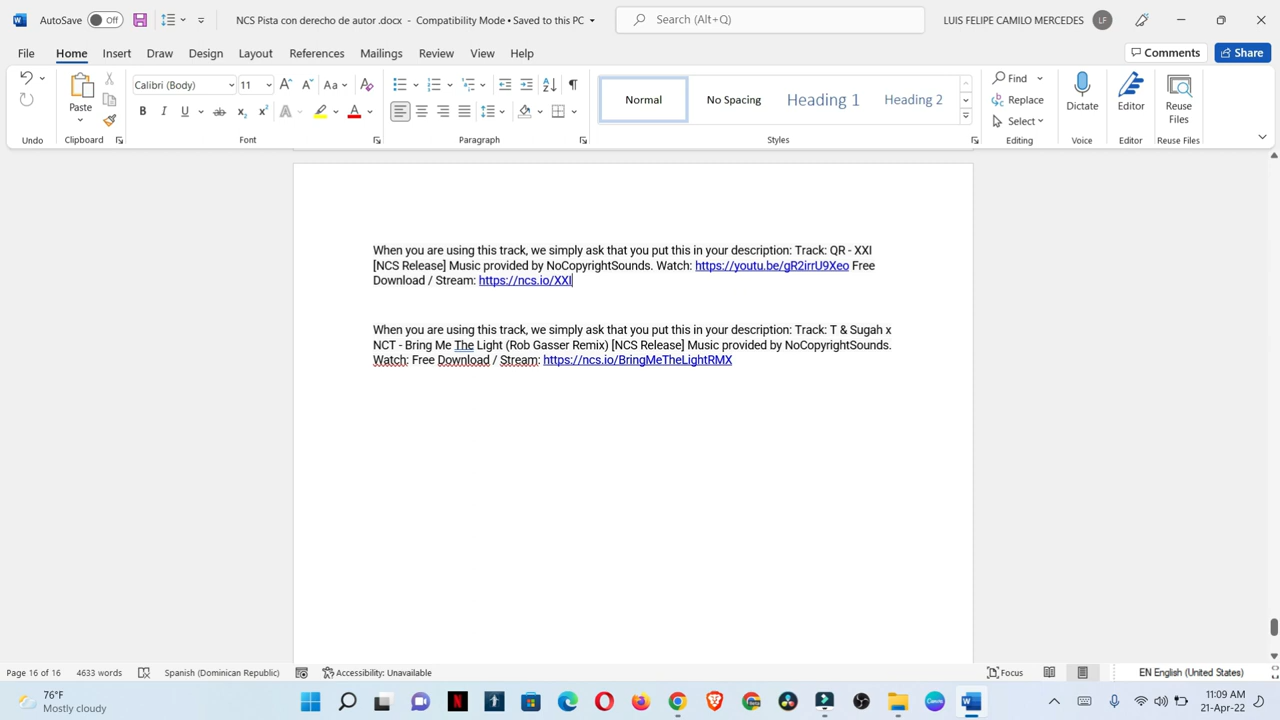 AutoSave Off NCS Pista con derecho de autor .docx - Compatibility Mode • Saved to this PC Search (Alt+Q) LUIS FELIPE CAMILO MERCEDES LF
File Home Insert Draw Design Layout References Mailings Review View Help Comments Share
Calibri (Body) 11 Aa Normal No Spacing Heading 1 Heading 2 Find
Paste B I U ab x₂ x² A A Replace Dictate Editor Reuse Files
Select
Undo Clipboard Font Paragraph Styles Editing Voice Editor Reuse Files
When you are using this track, we simply ask that you put this in your description: Track: QR - XXI
[NCS Release] Music provided by NoCopyrightSounds. Watch: https://youtu.be/gR2irrU9Xeo Free
Download / Stream: https://ncs.io/XXI
When you are using this track, we simply ask that you put this in your description: Track: T & Sugah x
NCT - Bring Me The Light (Rob Gasser Remix) [NCS Release] Music provided by NoCopyrightSounds.
Watch: Free Download / Stream: https://ncs.io/BringMeTheLightRMX
Page 16 of 16 4633 words Spanish (Dominican Republic) Accessibility: Unavailable Focus EN English (United States)
76°F
Mostly cloudy
11:09 AM
21-Apr-22